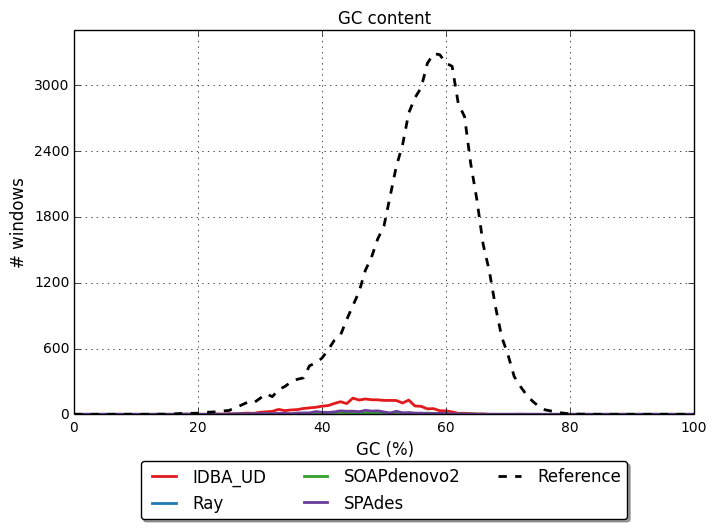 GC content
3000
2400
1800
1200
600
0
# windows
0 20 40 60 80 100
GC (%)
IDBA_UD SOAPdenovo2 Reference
Ray SPAdes